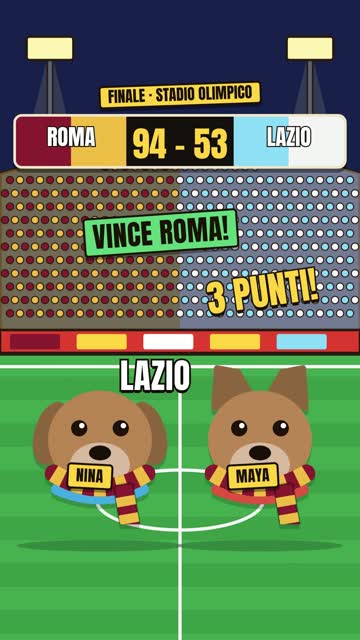 FINALE · STADIO OLIMPICO
ROMA
94 - 53
LAZIO
VINCE ROMA!
3 PUNTI!
LAZIO
NINA
MAYA